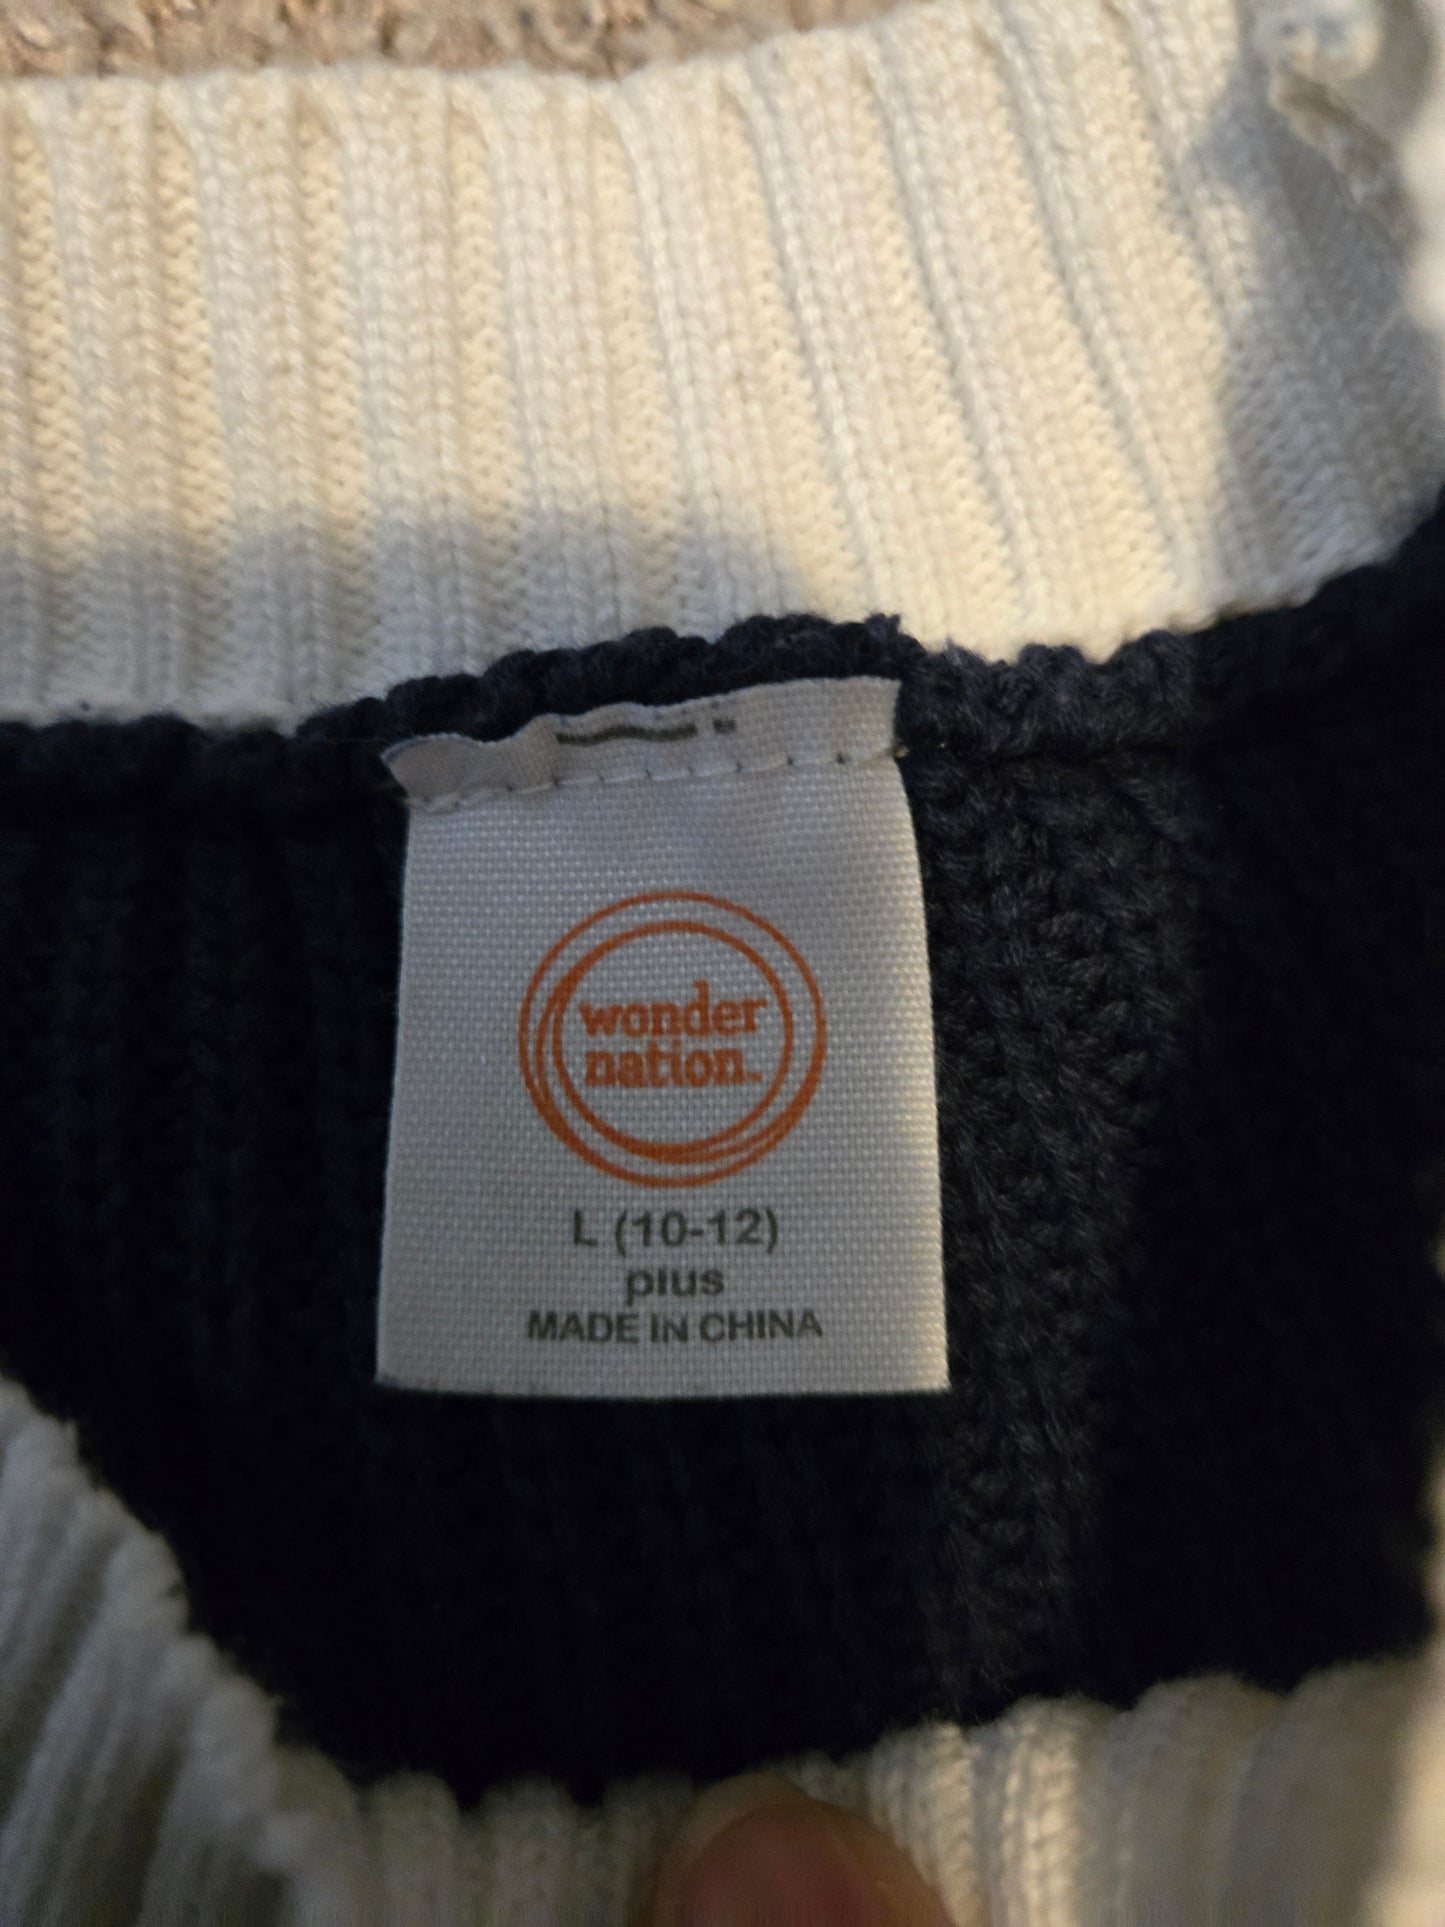 wonder
nation.
L (10-12)
plus
MADE IN CHINA